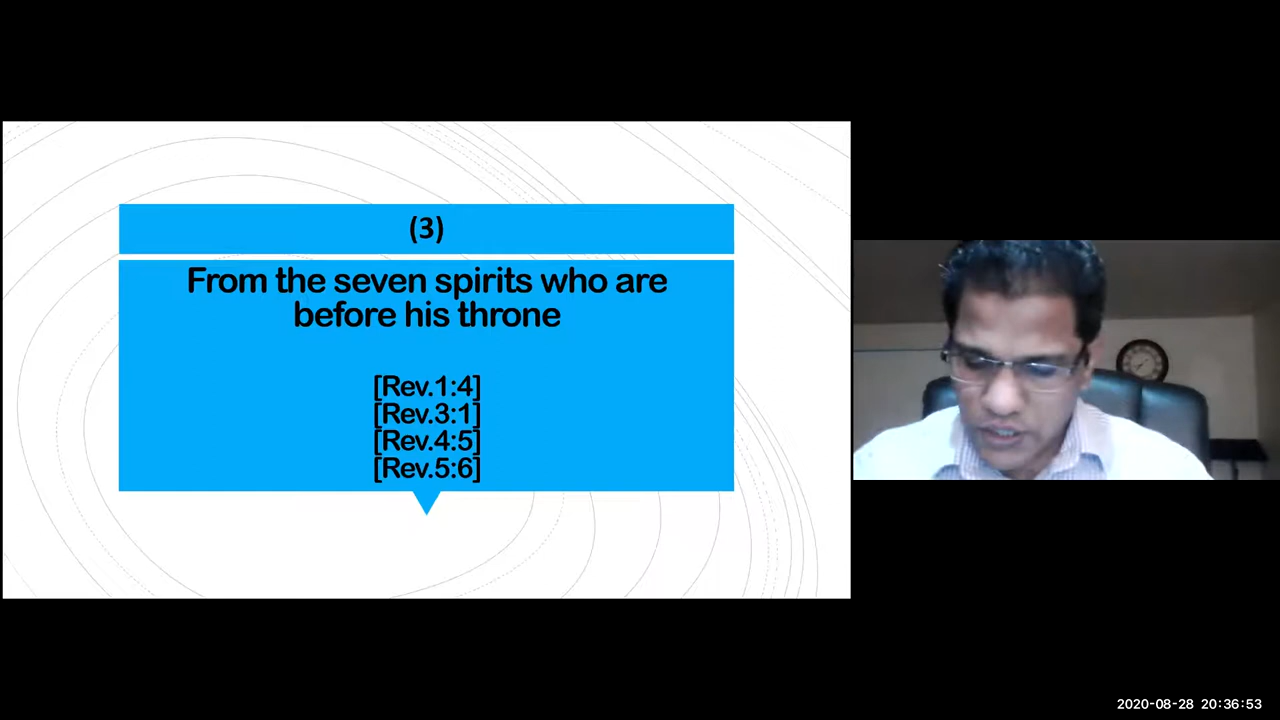 (3)
From the seven spirits who are
before his throne
[Rev.1:4]
[Rev.3:1]
[Rev.4:5]
[Rev.5:6]
2020-08-28 20:36:53